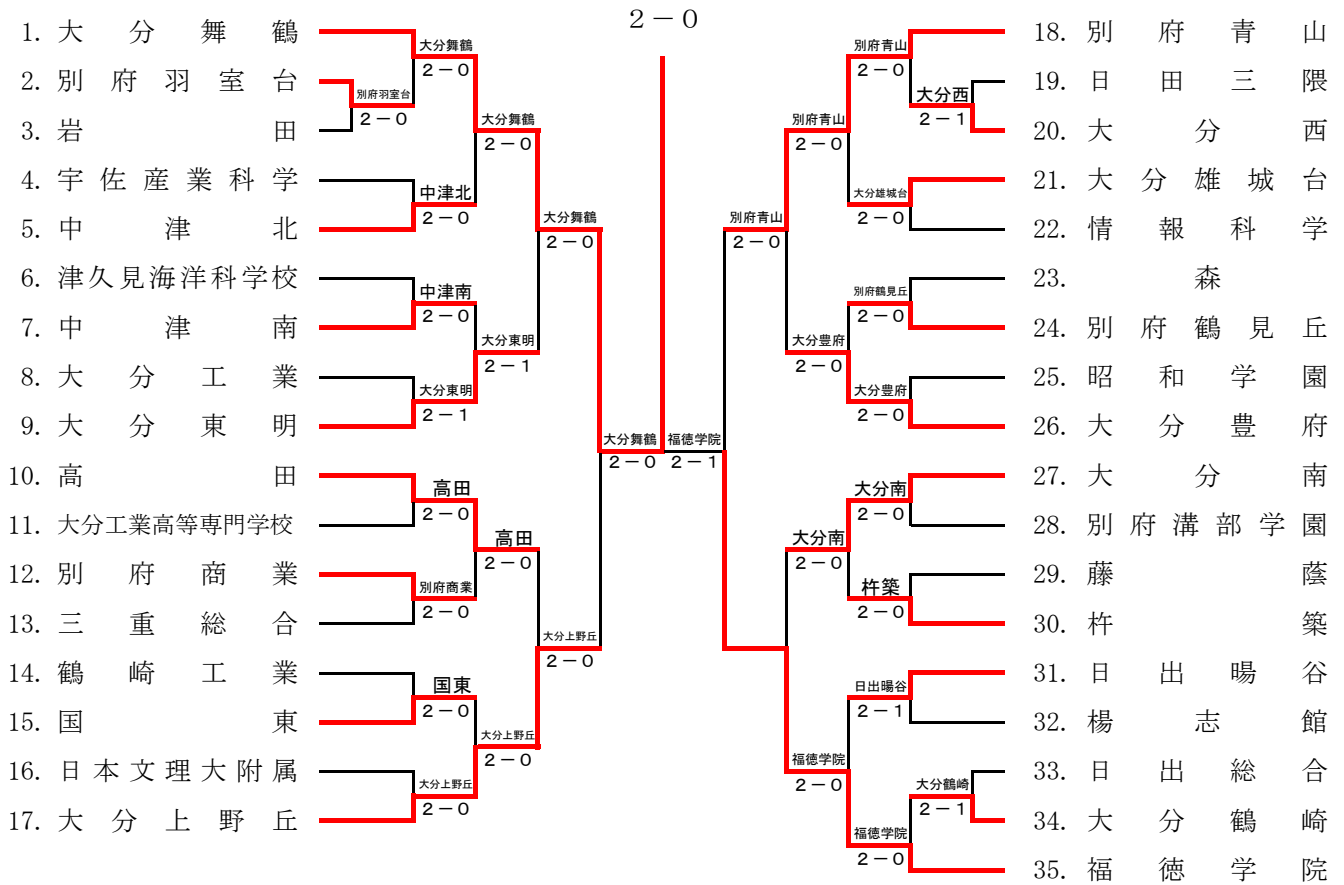 2－0
1. 大分舞鶴
2. 別府羽室台
3. 岩田
4. 宇佐産業科学
5. 中津北
6. 津久見海洋科学校
7. 中津南
8. 大分工業
9. 大分東明
10. 高田
11. 大分工業高等専門学校
12. 別府商業
13. 三重総合
14. 鶴崎工業
15. 国東
16. 日本文理大附属
17. 大分上野丘
別府羽室台
2－0
大分舞鶴
2－0
中津北
2－0
中津南
2－0
大分東明
2－1
高田
2－0
別府商業
2－0
国東
2－0
大分上野丘
2－0
大分舞鶴
2－0
大分東明
2－1
高田
2－0
大分上野丘
2－0
大分舞鶴
2－0
大分上野丘
2－0
大分舞鶴
2－0
福徳学院
2－1
別府青山
2－0
別府青山
2－0
大分豊府
2－0
大分南
2－0
福徳学院
2－0
別府青山
2－0
大分雄城台
2－0
別府鶴見丘
2－0
大分豊府
2－0
大分南
2－0
杵築
2－0
日出暘谷
2－1
福徳学院
2－0
大分西
2－1
大分鶴崎
2－1
18. 別府青山
19. 日田三隈
20. 大分西
21. 大分雄城台
22. 情報科学
23. 森
24. 別府鶴見丘
25. 昭和学園
26. 大分豊府
27. 大分南
28. 別府溝部学園
29. 藤蔭
30. 杵築
31. 日出暘谷
32. 楊志館
33. 日出総合
34. 大分鶴崎
35. 福徳学院